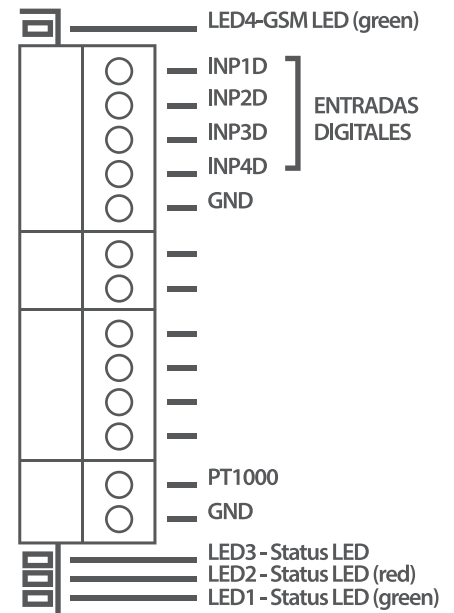 LED4-GSM LED (green)
INP1D
INP2D
INP3D
INP4D
ENTRADAS
DIGITALES
GND
PT1000
GND
LED3 - Status LED
LED2 - Status LED (red)
LED1 - Status LED (green)